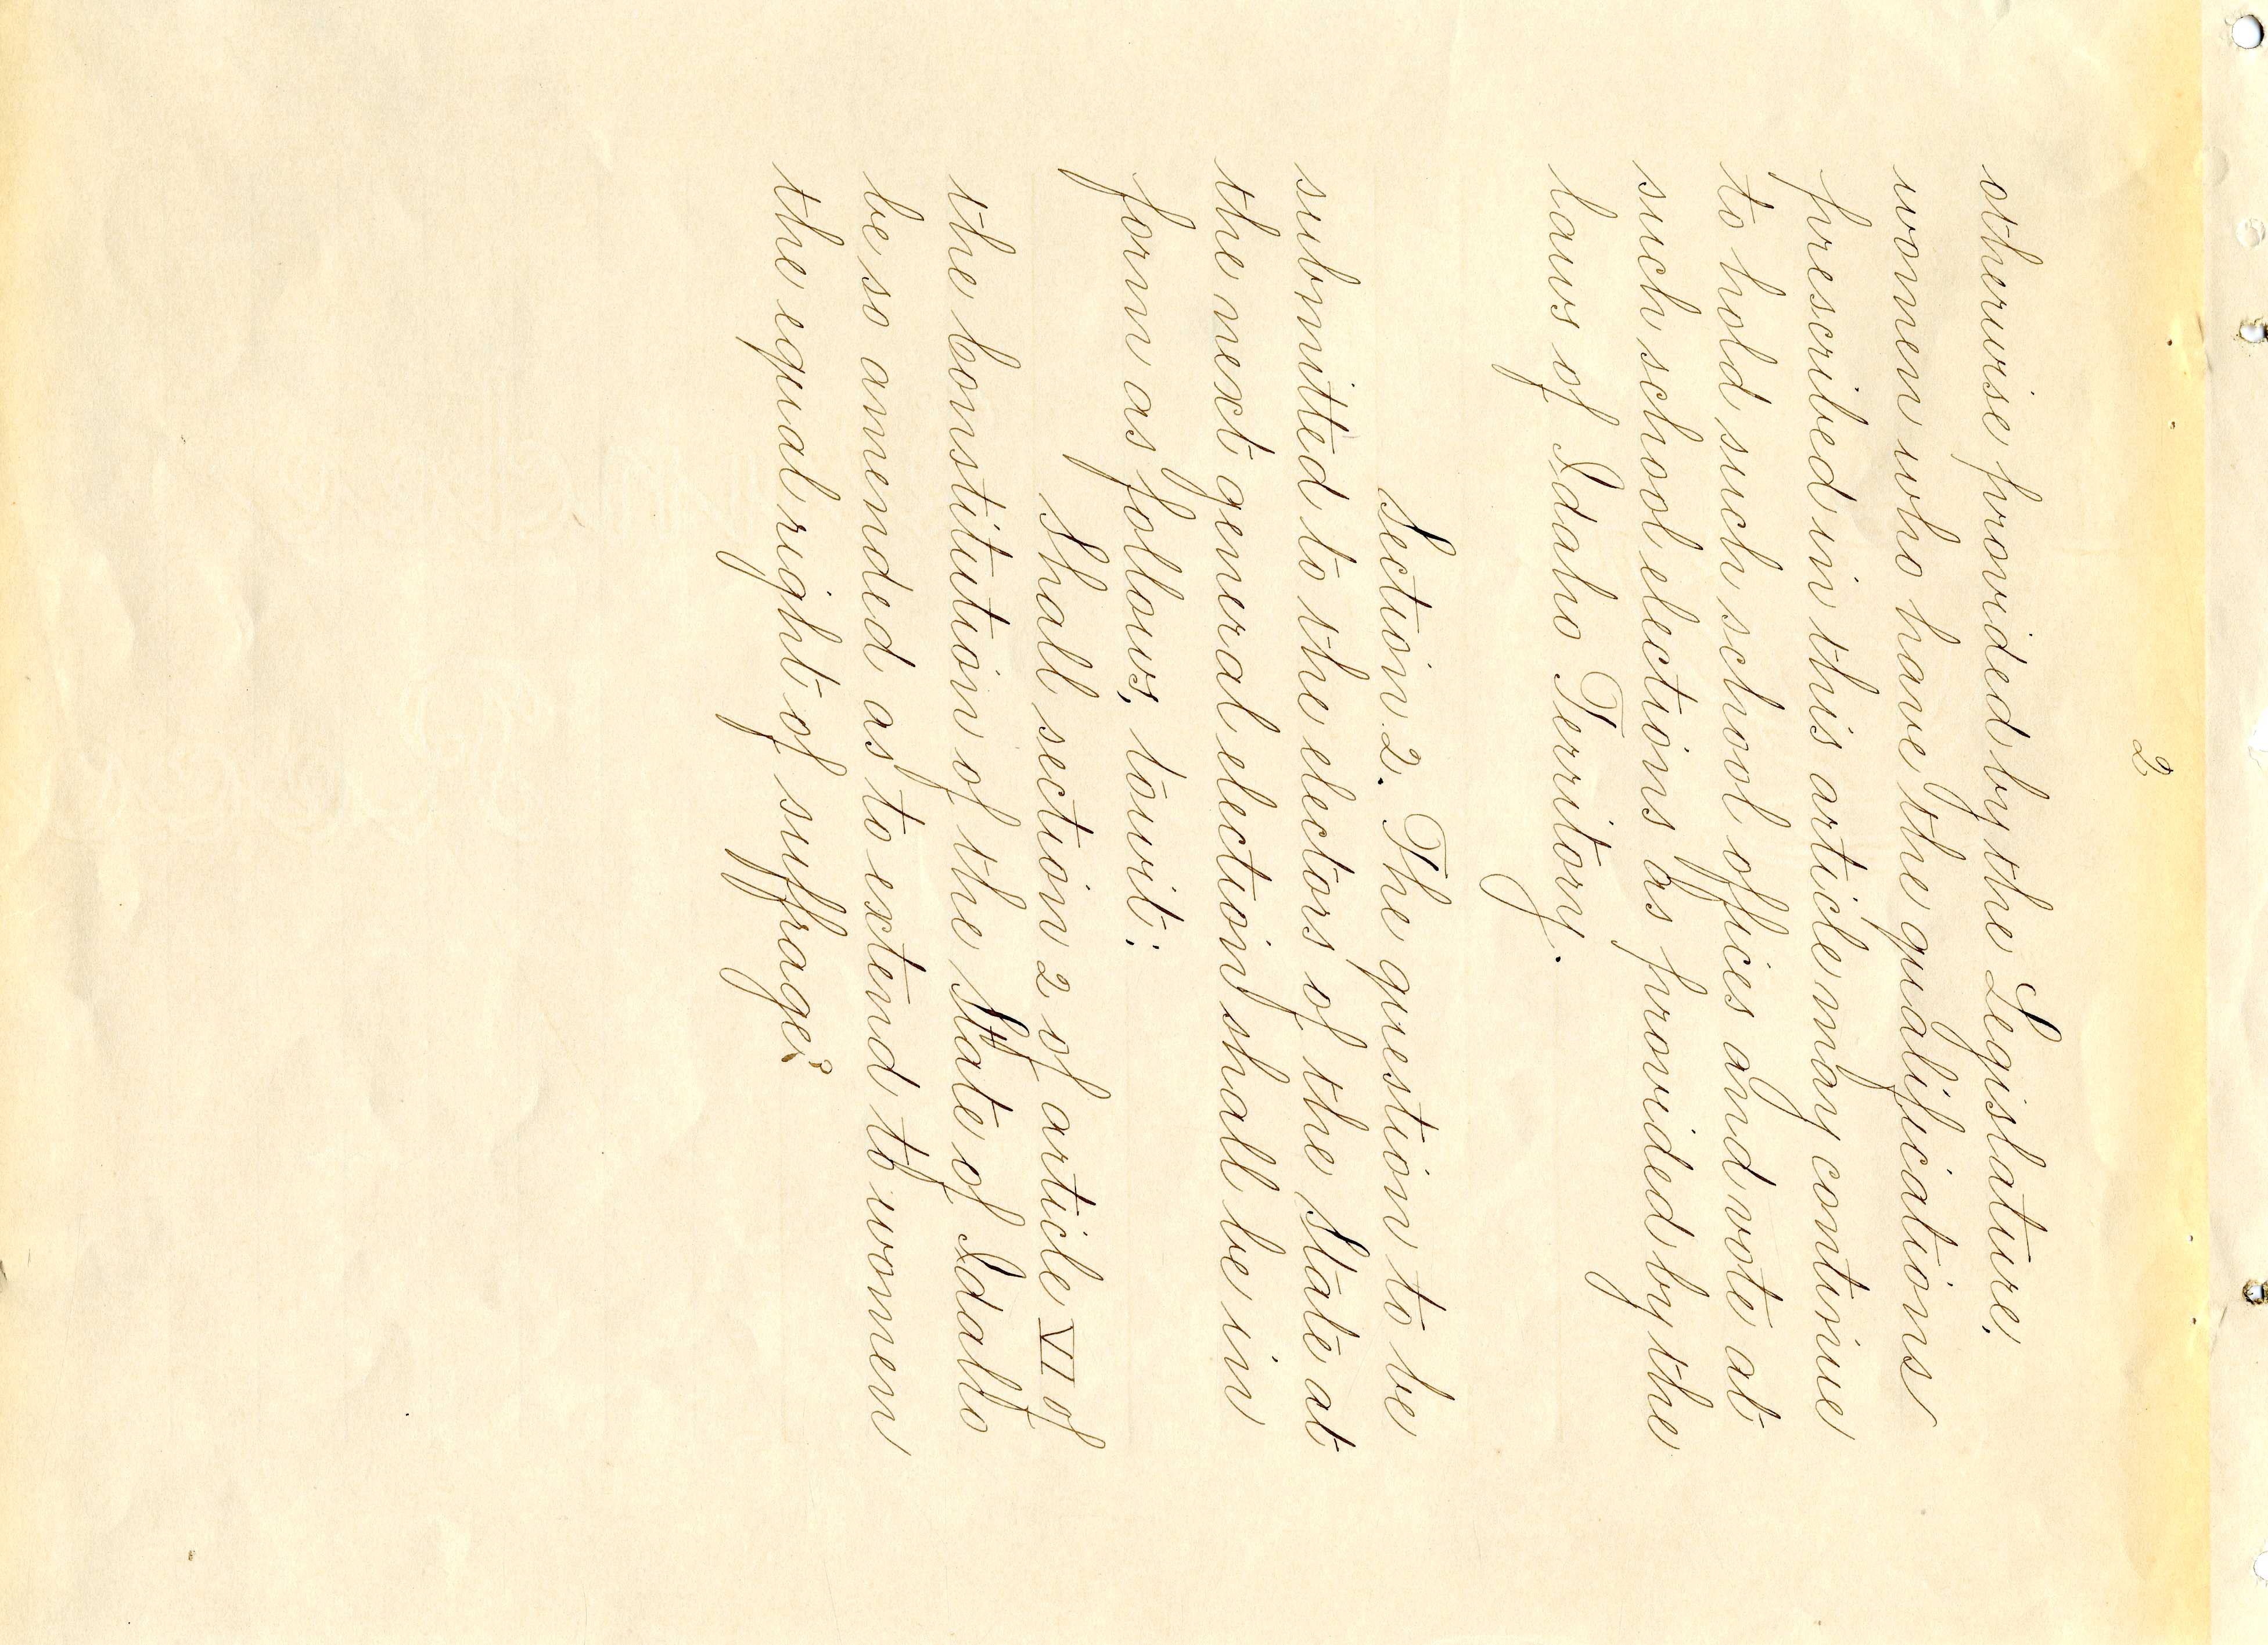 2
otherwise provided by the Legislature,
women who have the qualifications
prescribed in this article may continue
to hold such school offices and vote at
such school elections as provided by the
laws of Idaho Territory.
Section 2. The question to be
submitted to the electors of the State at
the next general election shall be in
form as follows, towit:
Shall section 2 of article VI of
the Constitution of the State of Idaho
be so amended as to extend to women
the equal right of suffrage?